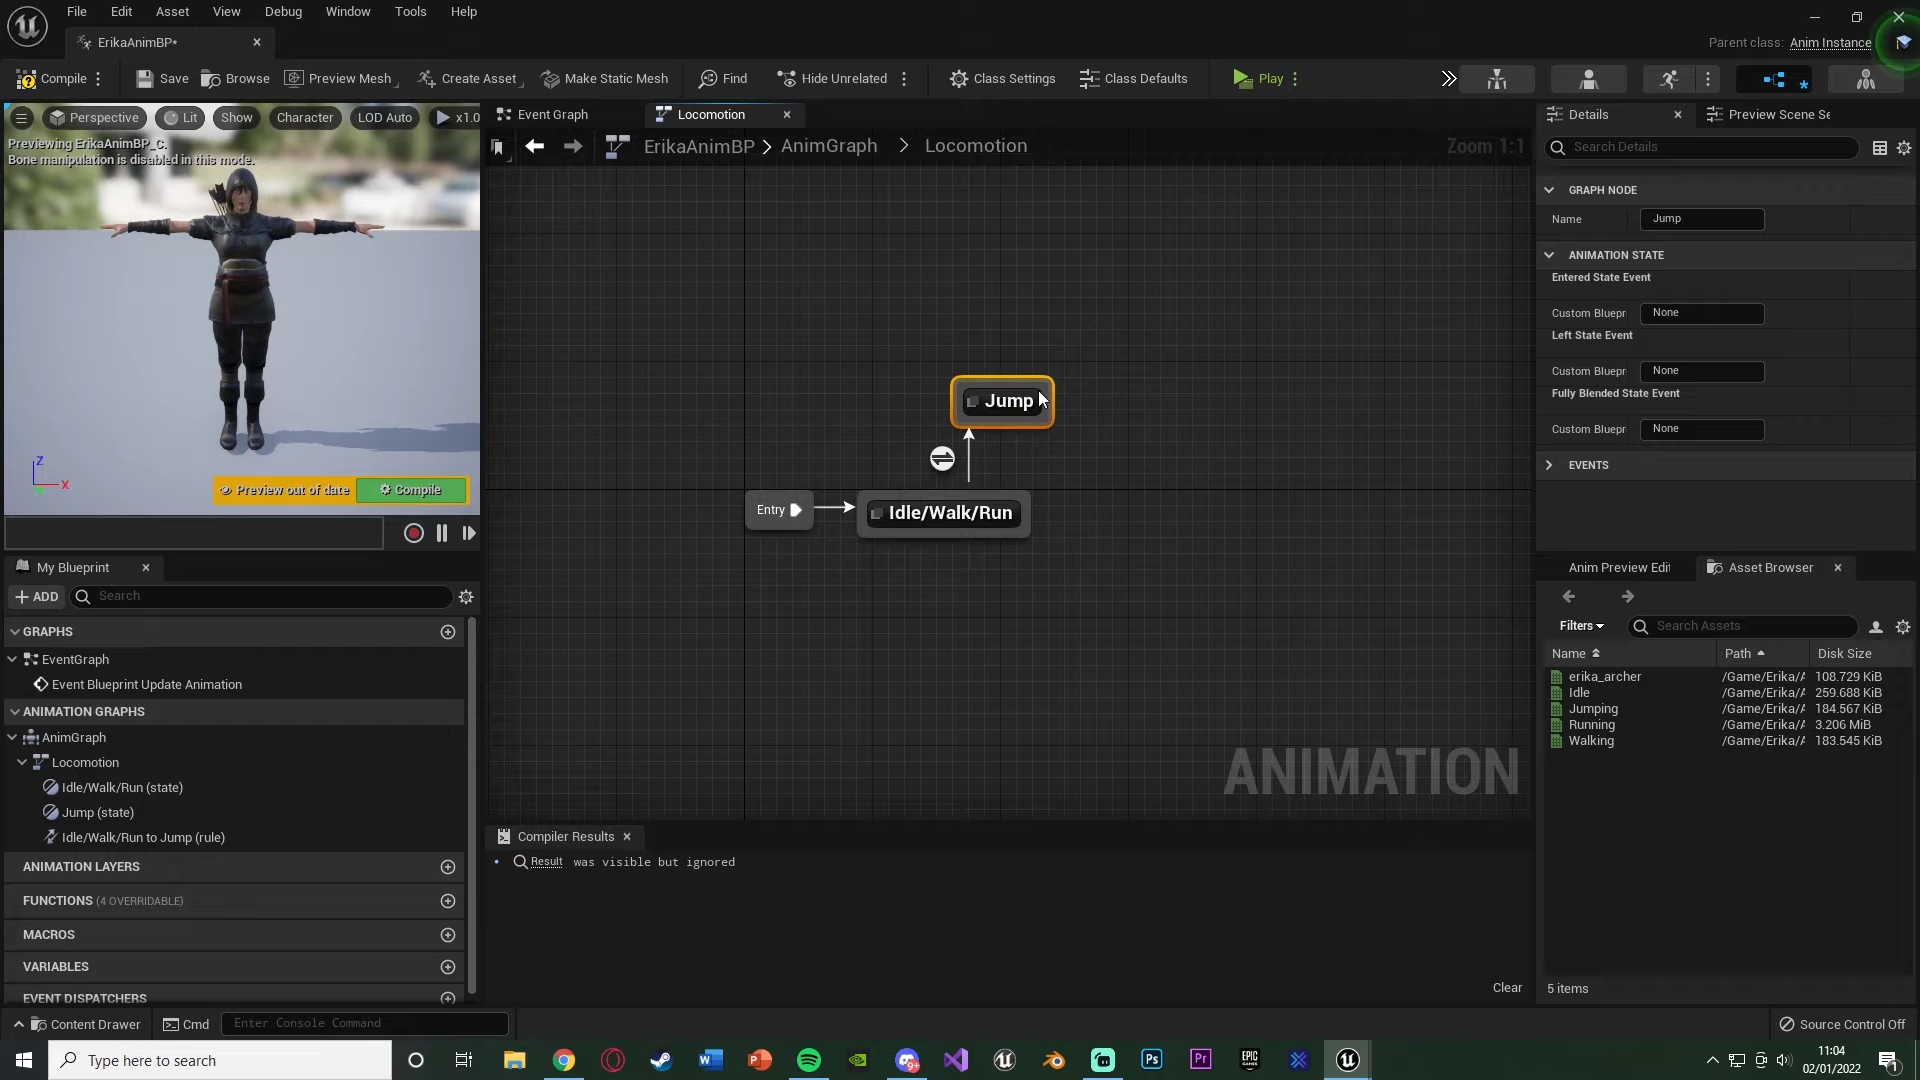 File Edit Asset View Debug Window Tools Help
ErikaAnimBP*
Parent class: Anim Instance
Compile Save Browse Preview Mesh Create Asset Make Static Mesh Find Hide Unrelated Class Settings Class Defaults Play
Perspective Lit Show Character LOD Auto x1.0
Previewing ErikaAnimBP_C.
Bone manipulation is disabled in this mode.
Z
X
Preview out of date Compile
Event Graph Locomotion
ErikaAnimBP AnimGraph Locomotion
Zoom 1:1
Jump
Entry
Idle/Walk/Run
ANIMATION
Compiler Results
Result was visible but ignored
Clear
My Blueprint
ADD Search
GRAPHS
EventGraph
Event Blueprint Update Animation
ANIMATION GRAPHS
AnimGraph
Locomotion
Idle/Walk/Run (state)
Jump (state)
Idle/Walk/Run to Jump (rule)
ANIMATION LAYERS
FUNCTIONS (4 OVERRIDABLE)
MACROS
VARIABLES
EVENT DISPATCHERS
Details Preview Scene Se
Search Details
GRAPH NODE
Name Jump
ANIMATION STATE
Entered State Event
Custom Bluepr None
Left State Event
Custom Bluepr None
Fully Blended State Event
Custom Bluepr None
EVENTS
Anim Preview Edit Asset Browser
Filters Search Assets
Name Path Disk Size
erika_archer /Game/Erika/A 108.729 KiB
Idle /Game/Erika/A 259.688 KiB
Jumping /Game/Erika/A 184.567 KiB
Running /Game/Erika/A 3.206 MiB
Walking /Game/Erika/A 183.545 KiB
5 items
Content Drawer Cmd Enter Console Command
Source Control Off
Type here to search
9+
W
P
Ps
Pr
EPIC GAMES
11:04
02/01/2022
1